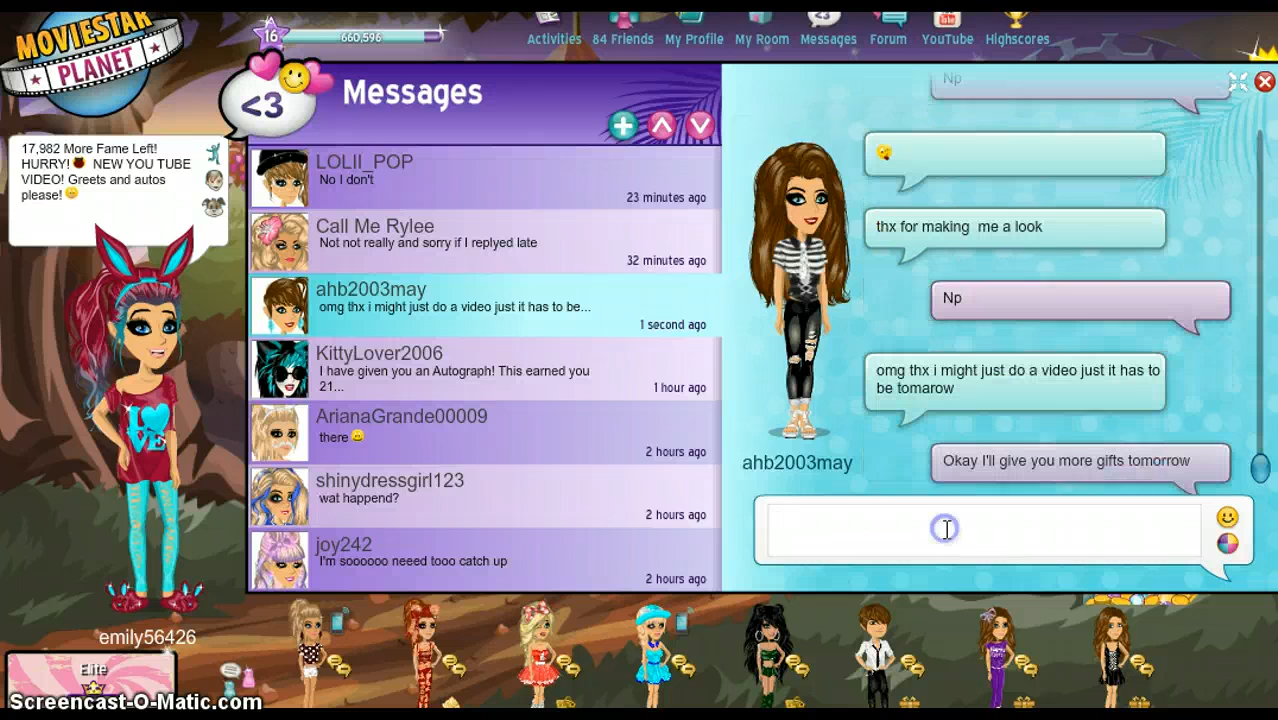 MOVIESTAR
PLANET
16
660,596
Activities
84 Friends
My Profile
My Room
Messages
Forum
You Tube
YouTube
Highscores
<3
Messages
17,982 More Fame Left!
HURRY! NEW YOU TUBE
VIDEO! Greets and autos
please!
LOVE
emily56426
Elite
LOLII_POP
No I don't
23 minutes ago
Call Me Rylee
Not not really and sorry if I replyed late
32 minutes ago
ahb2003may
omg thx i might just do a video just it has to be...
1 second ago
KittyLover2006
I have given you an Autograph! This earned you
21...
1 hour ago
ArianaGrande00009
there
2 hours ago
shinydressgirl123
wat happend?
2 hours ago
joy242
I'm soooooo neeed tooo catch up
2 hours ago
ahb2003may
Np
thx for making  me a look
Np
omg thx i might just do a video just it has to
be tomarow
Okay I'll give you more gifts tomorrow
Screencast-O-Matic.com